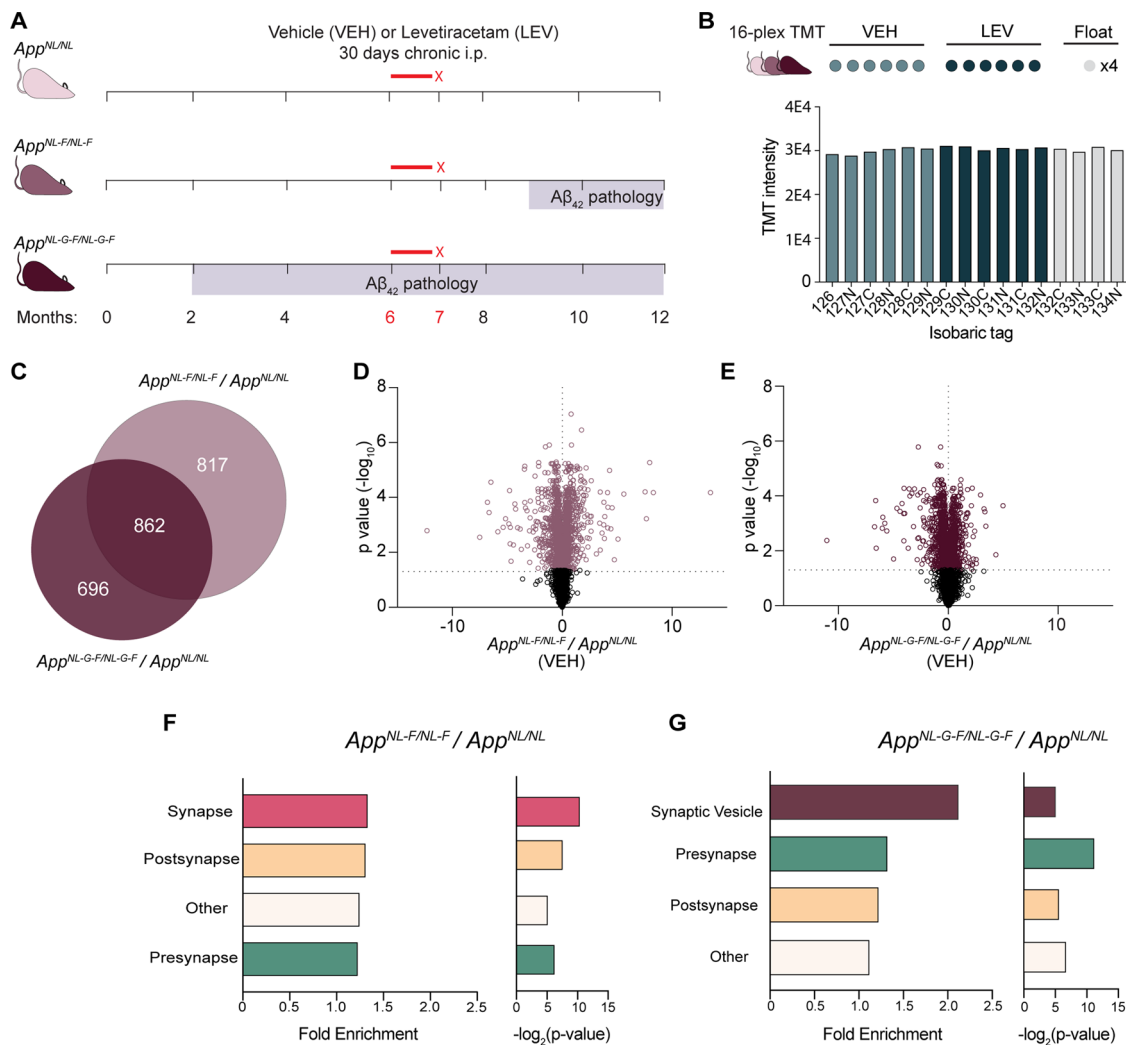 A
Vehicle (VEH) or Levetiracetam (LEV)
30 days chronic i.p.
App^NL/NL
X
App^NL-F/NL-F
X
Aβ42 pathology
App^NL-G-F/NL-G-F
X
Aβ42 pathology
Months: 0 2 4 6 7 8 10 12
B
16-plex TMT VEH LEV Float
x4
4E4
3E4
2E4
1E4
0
TMT intensity
126 127N 127C 128N 128C 129N 129C 130N 130C 131N 131C 132N 132C 133N 133C 134N
Isobaric tag
C
App^NL-F/NL-F / App^NL/NL
817
862
696
App^NL-G-F/NL-G-F / App^NL/NL
D
8
6
4
2
0
p value (-log10)
-10 0 10
App^NL-F/NL-F / App^NL/NL
(VEH)
E
8
6
4
2
0
p value (-log10)
-10 0 10
App^NL-G-F/NL-G-F / App^NL/NL
(VEH)
F
App^NL-F/NL-F / App^NL/NL
Synapse
Postsynapse
Other
Presynapse
0 0.5 1.0 1.5 2.0 2.5
Fold Enrichment
0 5 10 15
-log2(p-value)
G
App^NL-G-F/NL-G-F / App^NL/NL
Synaptic Vesicle
Presynapse
Postsynapse
Other
0 0.5 1.0 1.5 2.0 2.5
Fold Enrichment
0 5 10 15
-log2(p-value)